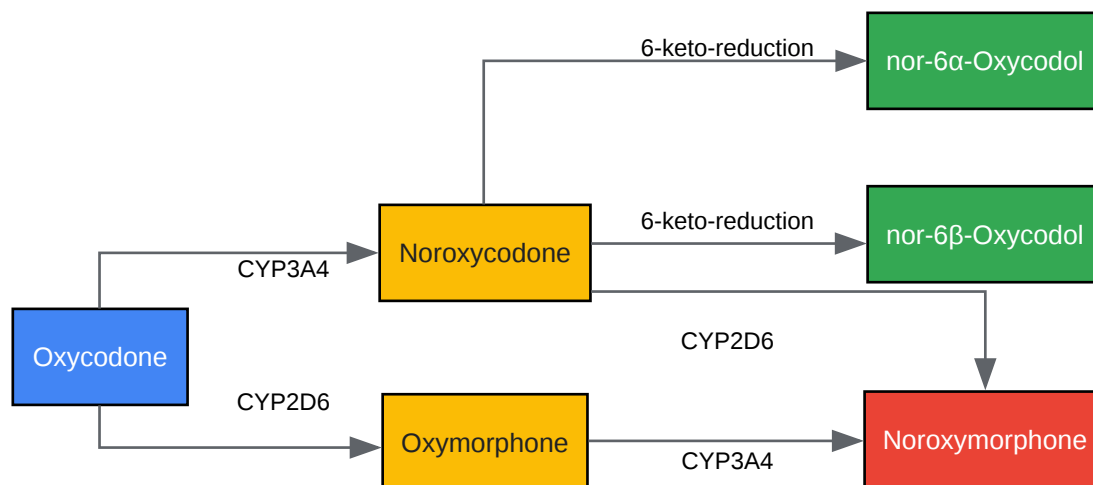 6-keto-reduction
nor-6α-Oxycodol
6-keto-reduction
nor-6β-Oxycodol
Noroxycodone
CYP3A4
Oxycodone
CYP2D6
CYP2D6
Oxymorphone
CYP3A4
Noroxymorphone